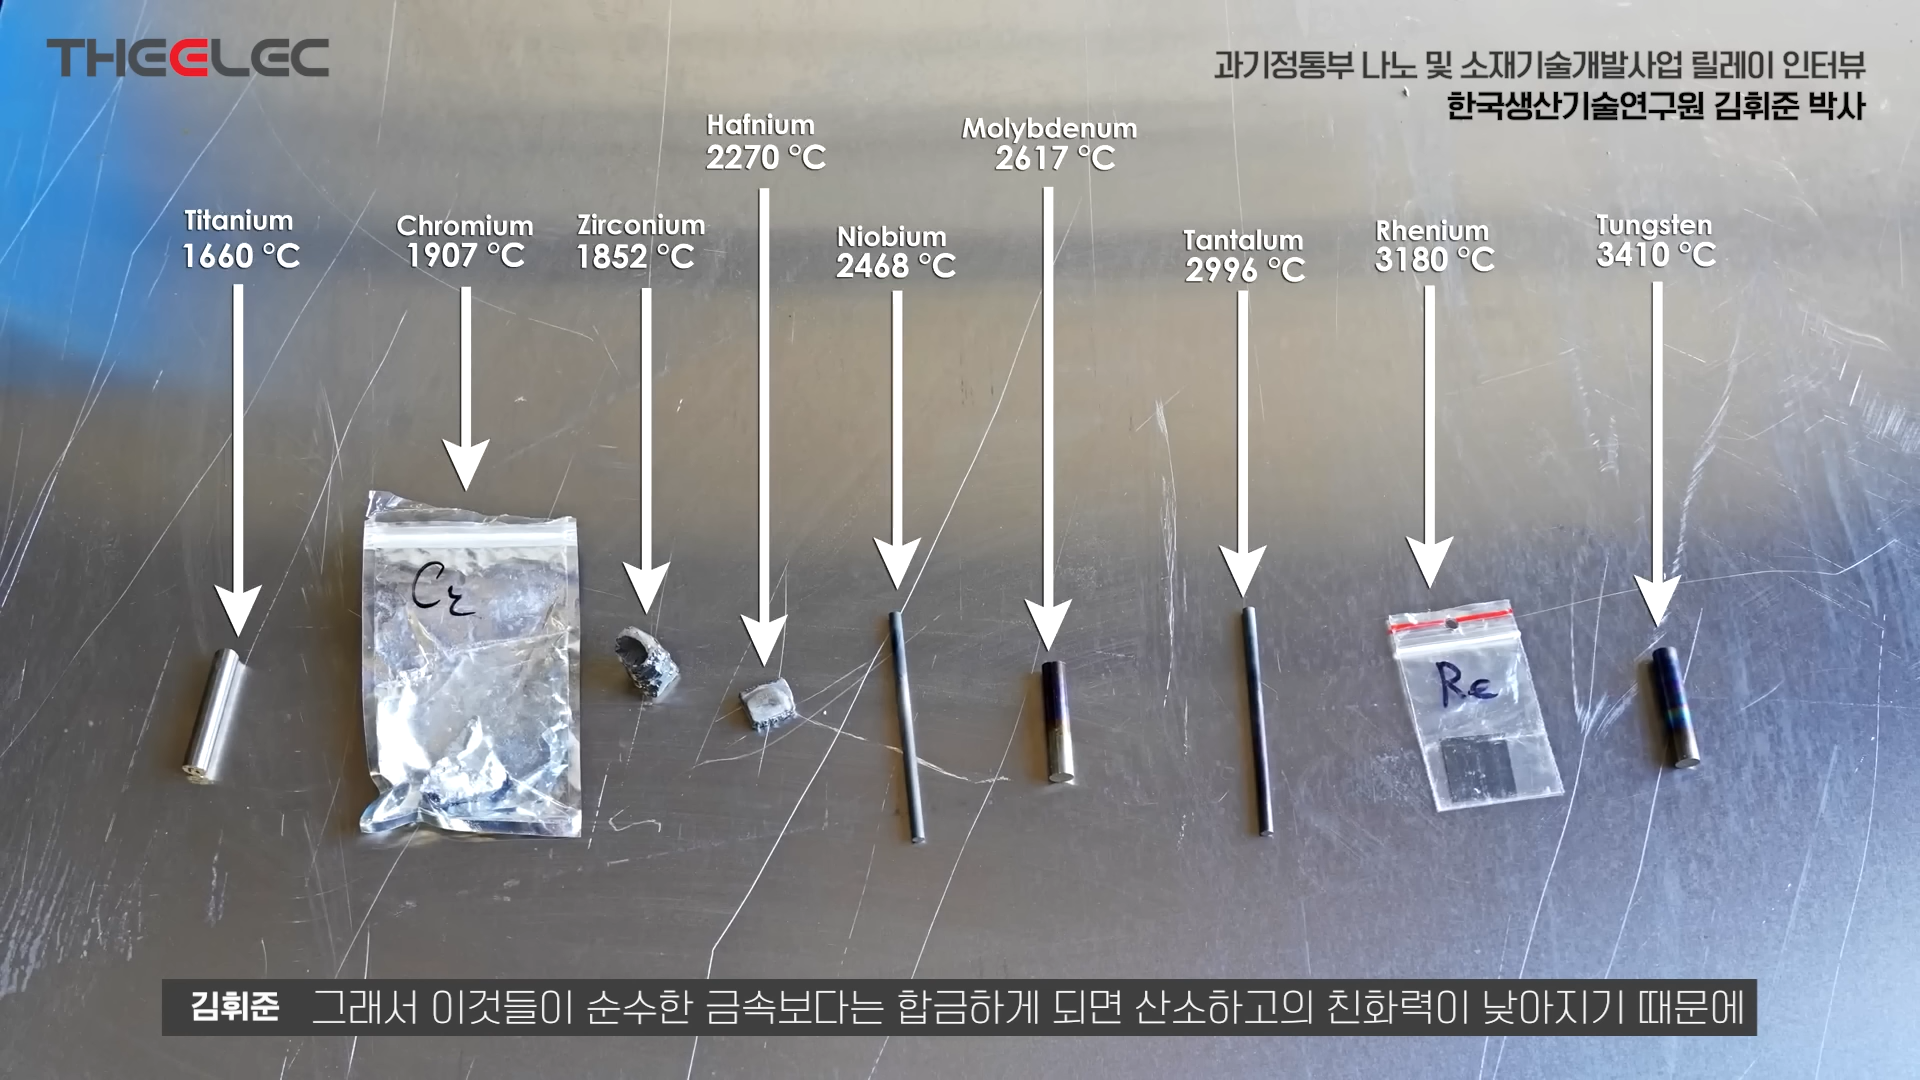 THEELEC
과기정통부 나노 및 소재기술개발사업 릴레이 인터뷰
한국생산기술연구원 김휘준 박사
Titanium
1660 °C
Chromium
1907 °C
Zirconium
1852 °C
Hafnium
2270 °C
Niobium
2468 °C
Molybdenum
2617 °C
Tantalum
2996 °C
Rhenium
3180 °C
Tungsten
3410 °C
Cr
Re
김휘준 그래서 이것들이 순수한 금속보다는 합금하게 되면 산소하고의 친화력이 낮아지기 때문에